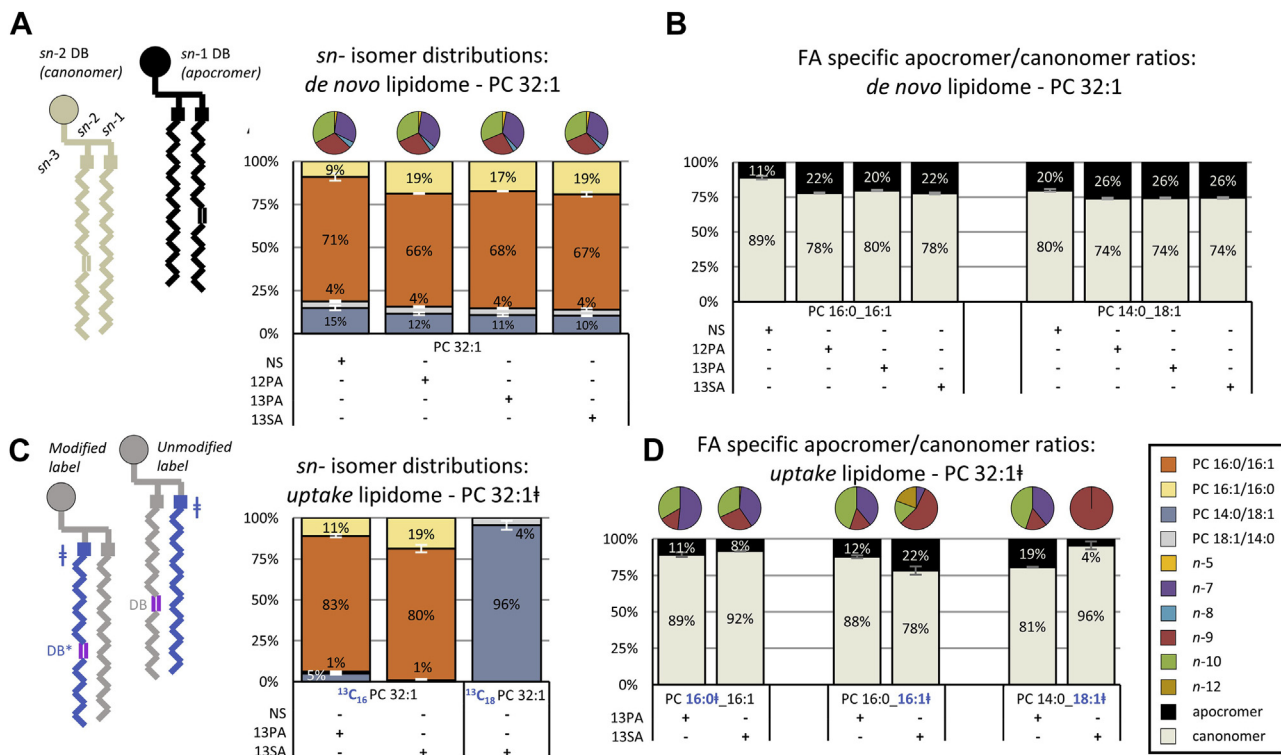 A
sn-2 DB
(canonomer)
sn-1 DB
(apocromer)
sn-3
sn-2
sn-1
sn- isomer distributions:
de novo lipidome - PC 32:1
100%
75%
50%
25%
0%
9%
71%
4%
15%
19%
66%
4%
12%
17%
68%
4%
11%
19%
67%
4%
10%
PC 32:1
NS + - - -
12PA - + - -
13PA - - + -
13SA - - - +
B
FA specific apocromer/canonomer ratios:
de novo lipidome - PC 32:1
100%
75%
50%
25%
0%
11% 22% 20% 22% 20% 26% 26% 26%
89% 78% 80% 78% 80% 74% 74% 74%
PC 16:0_16:1 PC 14:0_18:1
NS + - - - + - - -
12PA - + - - - + - -
13PA - - + - - - + -
13SA - - - + - - - +
C
Modified
label
Unmodified
label
ǂ
ǂ
DB
DB*
sn- isomer distributions:
uptake lipidome - PC 32:1ǂ
100%
75%
50%
25%
0%
11%
83%
1%
5%
19%
80%
1%
4%
96%
¹³C₁₆ PC 32:1 ¹³C₁₈ PC 32:1
NS - - -
13PA + - -
13SA - + +
D
FA specific apocromer/canonomer ratios:
uptake lipidome - PC 32:1ǂ
100%
75%
50%
25%
0%
11% 8% 12% 22% 19% 4%
89% 92% 88% 78% 81% 96%
PC 16:0ǂ_16:1 PC 16:0_16:1ǂ PC 14:0_18:1ǂ
13PA + - + - + -
13SA - + - + - +
PC 16:0/16:1
PC 16:1/16:0
PC 14:0/18:1
PC 18:1/14:0
n-5
n-7
n-8
n-9
n-10
n-12
apocromer
canonomer